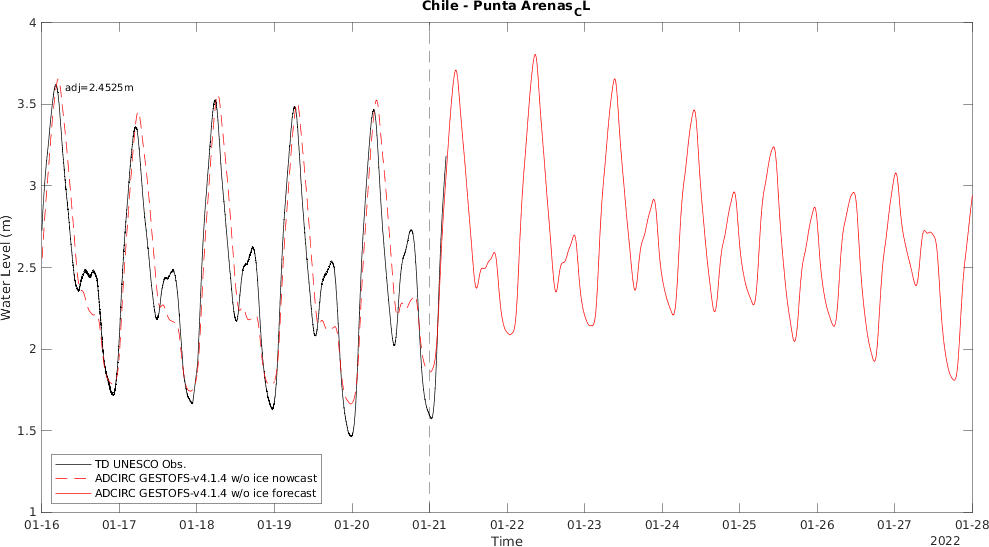 Chile - Punta Arenas_CL
4
3.5
3
2.5
2
1.5
1
Water Level (m)
adj=2.4525m
TD UNESCO Obs.
ADCIRC GESTOFS-v4.1.4 w/o ice nowcast
ADCIRC GESTOFS-v4.1.4 w/o ice forecast
01-16 01-17 01-18 01-19 01-20 01-21 01-22 01-23 01-24 01-25 01-26 01-27 01-28
Time
2022